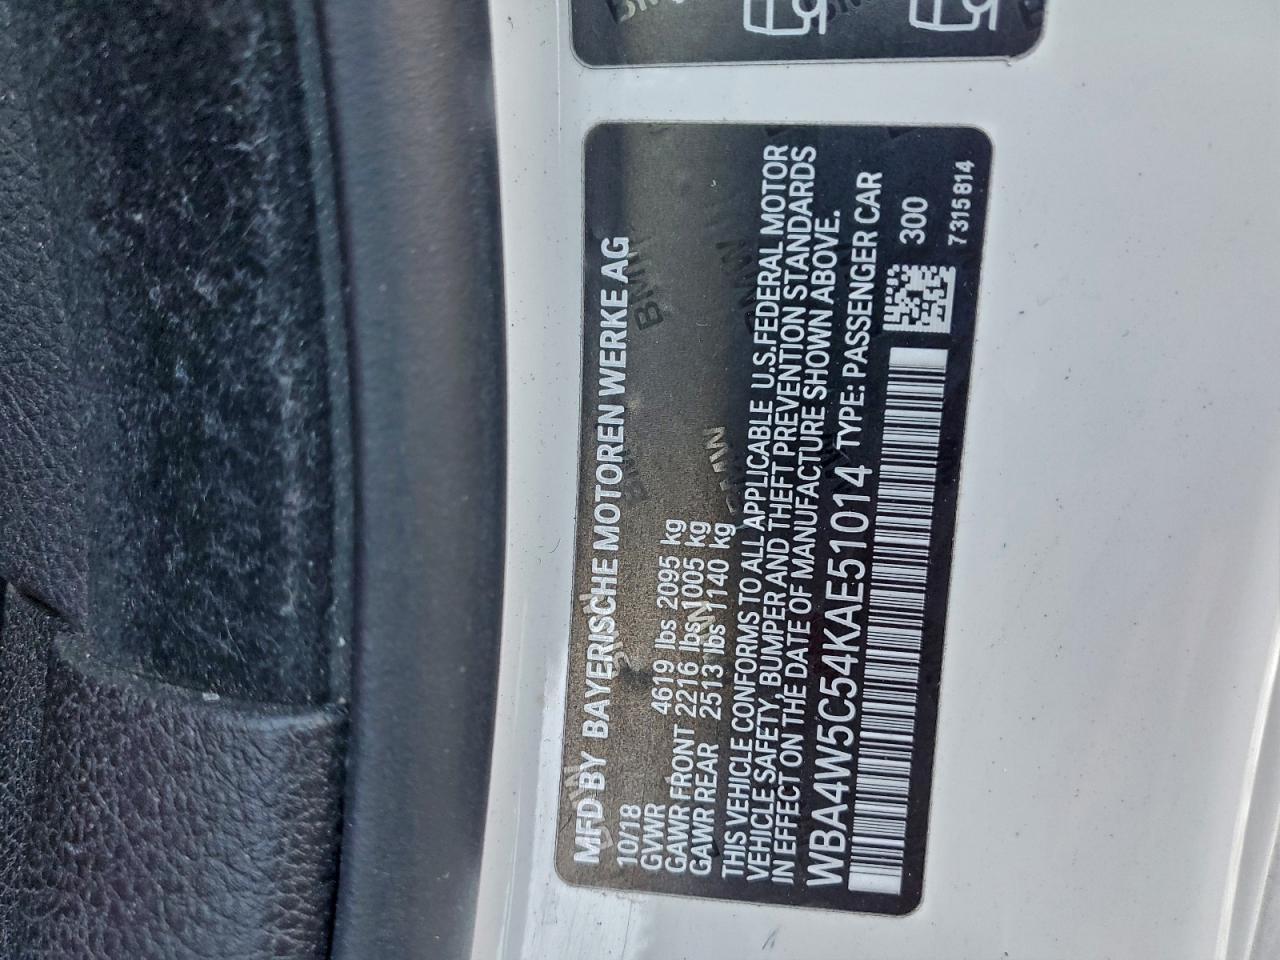 MFD BY BAYERISCHE MOTOREN WERKE AG
10/18
GVWR 4619 lbs 2095 kg
GAWR FRONT 2216 lbs 1005 kg
GAWR REAR 2513 lbs 1140 kg
THIS VEHICLE CONFORMS TO ALL APPLICABLE U.S.FEDERAL MOTOR
VEHICLE SAFETY, BUMPER AND THEFT PREVENTION STANDARDS
IN EFFECT ON THE DATE OF MANUFACTURE SHOWN ABOVE.
WBA4W5C54KAE51014 TYPE: PASSENGER CAR
300
7315814